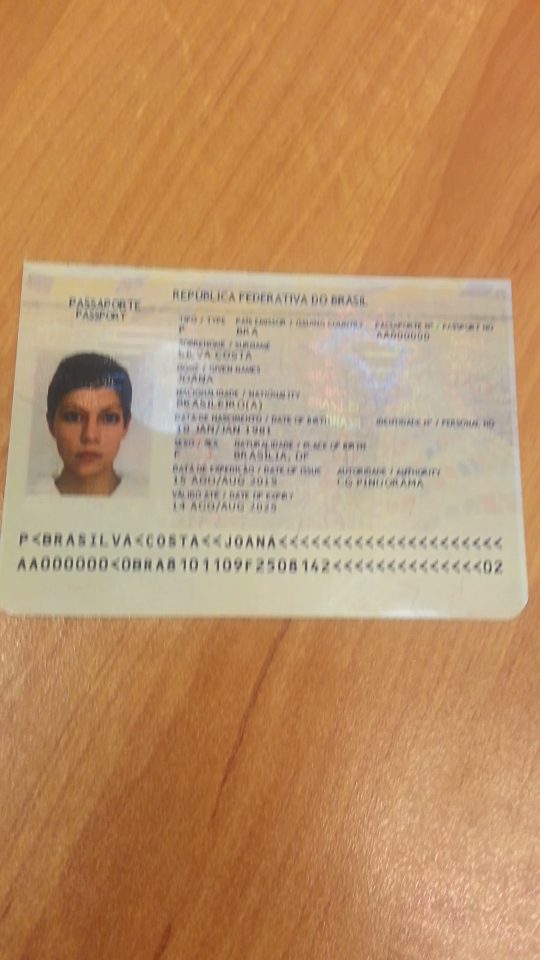 PASSAPORTE
PASSPORT
REPÚBLICA FEDERATIVA DO BRASIL
TIPO / TYPE PAÍS EMISSOR / ISSUING COUNTRY PASSAPORTE Nº / PASSPORT NO
P BRA AA000000
SOBRENOME / SURNAME
SILVA COSTA
NOME / GIVEN NAMES
JOANA
NACIONALIDADE / NATIONALITY
BRASILEIRO(A)
DATA DE NASCIMENTO / DATE OF BIRTH IDENTIDADE Nº / PERSONAL NO
10 JAN/JAN 1981
SEXO / SEX NATURALIDADE / PLACE OF BIRTH
F BRASÍLIA, DF
DATA DE EXPEDIÇÃO / DATE OF ISSUE AUTORIDADE / AUTHORITY
15 AGO/AUG 2015 CG PINDORAMA
VÁLIDO ATÉ / DATE OF EXPIRY
14 AGO/AUG 2025
P<BRASILVA<COSTA<<JOANA<<<<<<<<<<<<<<<<<<<<<
AA000000<0BRA8101109F2508142<<<<<<<<<<<<<<02